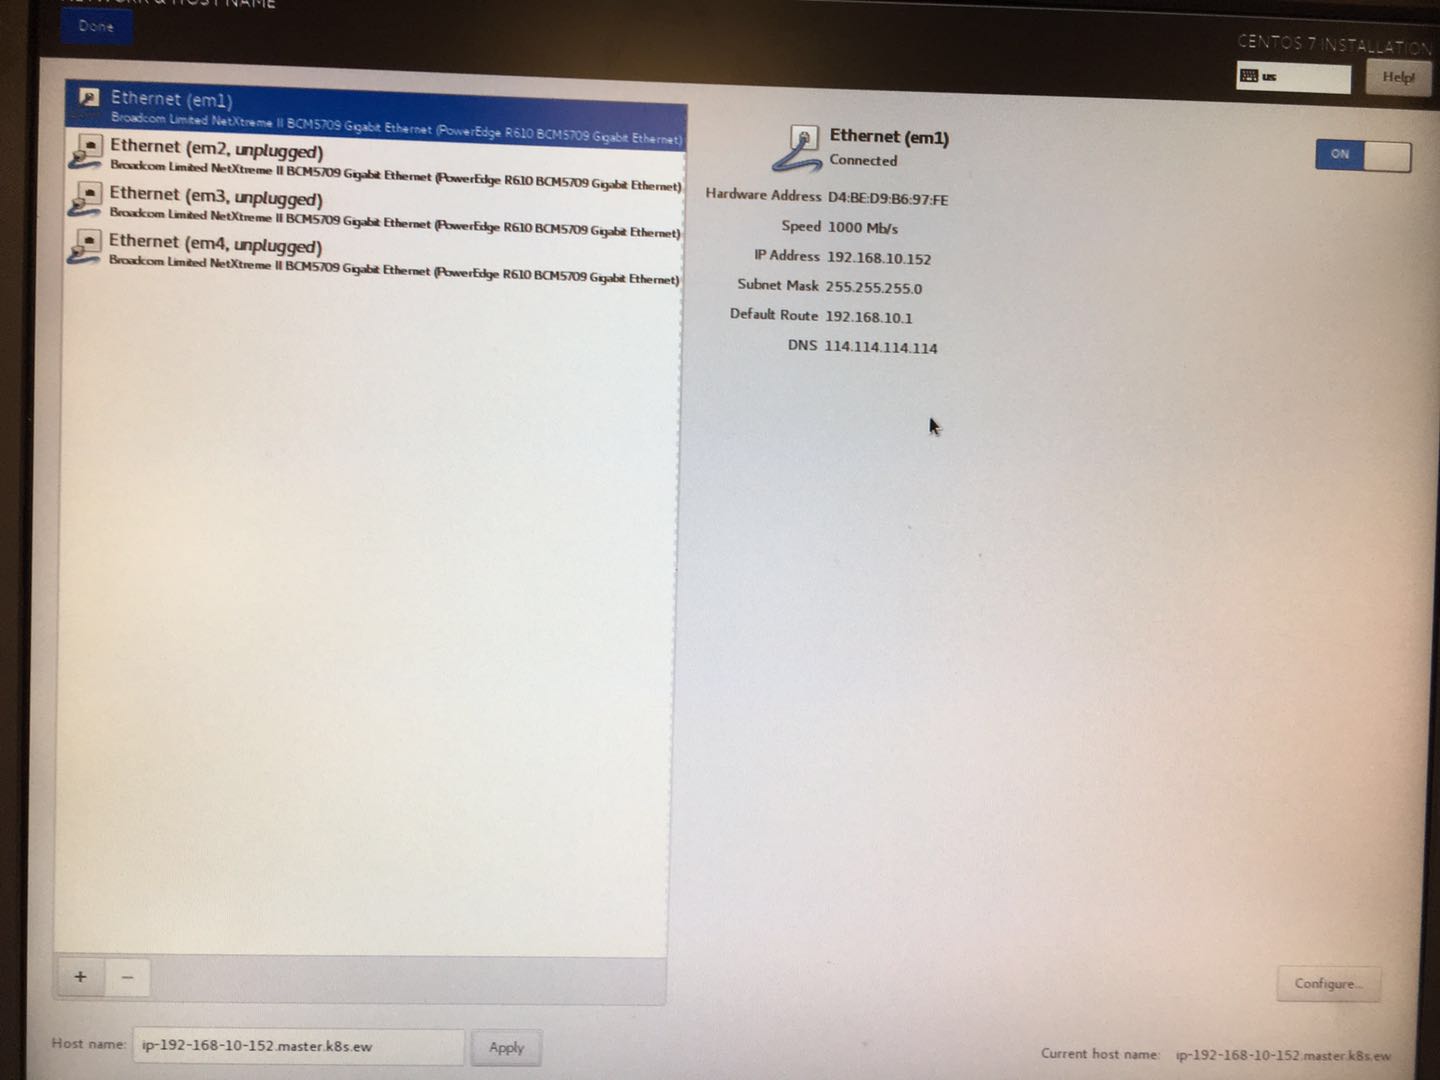 NETWORK & HOST NAME
Done
CENTOS 7 INSTALLATION
us
Help!
Ethernet (em1)
Broadcom Limited NetXtreme II BCM5709 Gigabit Ethernet (PowerEdge R610 BCM5709 Gigabit Ethernet)
Ethernet (em2, unplugged)
Broadcom Limited NetXtreme II BCM5709 Gigabit Ethernet (PowerEdge R610 BCM5709 Gigabit Ethernet)
Ethernet (em3, unplugged)
Broadcom Limited NetXtreme II BCM5709 Gigabit Ethernet (PowerEdge R610 BCM5709 Gigabit Ethernet)
Ethernet (em4, unplugged)
Broadcom Limited NetXtreme II BCM5709 Gigabit Ethernet (PowerEdge R610 BCM5709 Gigabit Ethernet)
Ethernet (em1)
Connected
ON
Hardware Address D4:BE:D9:B6:97:FE
Speed 1000 Mb/s
IP Address 192.168.10.152
Subnet Mask 255.255.255.0
Default Route 192.168.10.1
DNS 114.114.114.114
+ −
Configure...
Host name: ip-192-168-10-152.master.k8s.ew Apply
Current host name: ip-192-168-10-152.master.k8s.ew